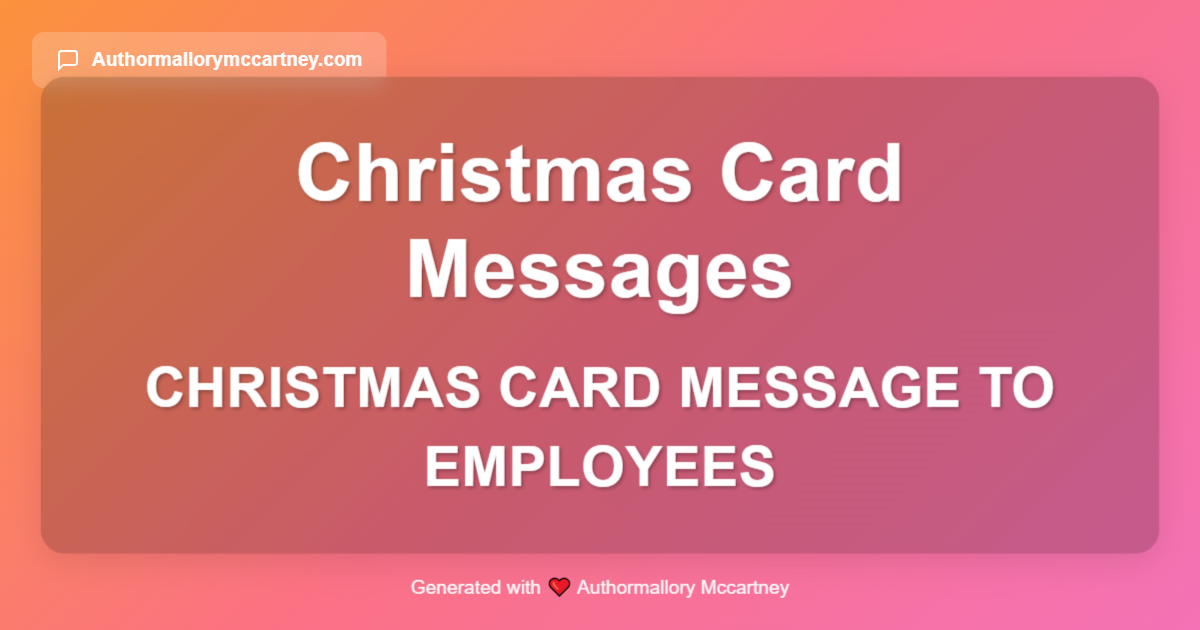 Authormallorymccartney.com
Christmas Card
Messages
CHRISTMAS CARD MESSAGE TO
EMPLOYEES
Generated with ❤️ Authormallory Mccartney